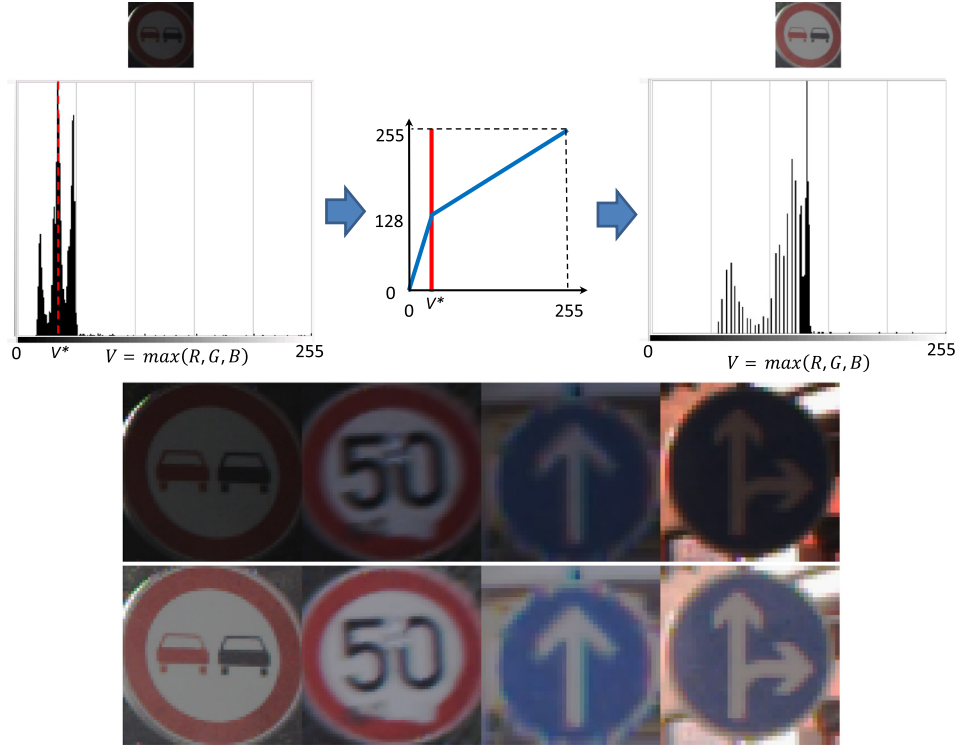 0
V*
255
V = max(R, G, B)
255
128
0
0
V*
255
0
255
V = max(R, G, B)
50
50